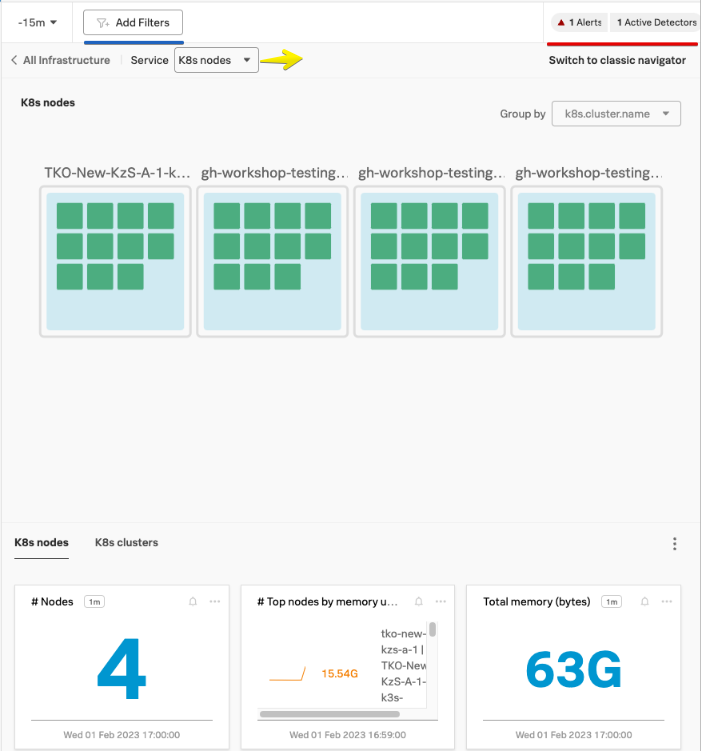 -15m
Add Filters
1 Alerts
1 Active Detectors
All Infrastructure
Service
K8s nodes
Switch to classic navigator
K8s nodes
Group by
k8s.cluster.name
TKO-New-KzS-A-1-k...
gh-workshop-testing...
gh-workshop-testing...
gh-workshop-testing...
K8s nodes
K8s clusters
# Nodes
1m
4
Wed 01 Feb 2023 17:00:00
# Top nodes by memory u...
15.54G
tko-new-
kzs-a-1 |
TKO-New
KzS-A-1-
k3s-
Wed 01 Feb 2023 16:59:00
Total memory (bytes)
1m
63G
Wed 01 Feb 2023 17:00:00